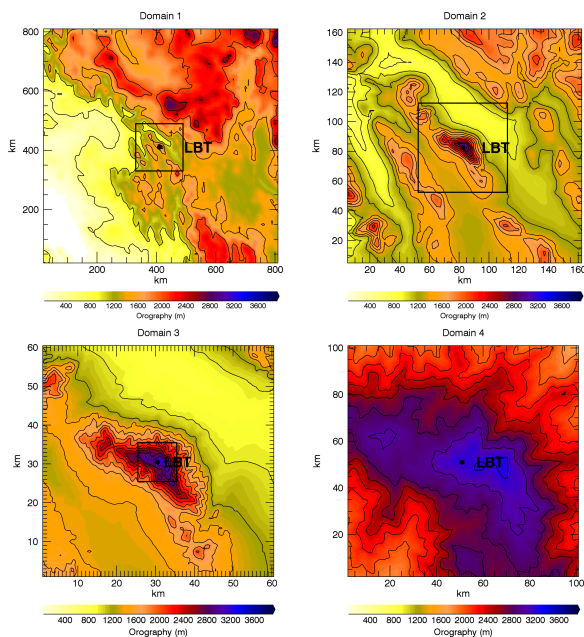 Domain 1
800
600
400
200
km
LBT
200 400 600 800
km
400 800 1200 1600 2000 2400 2800 3200 3600
Orography (m)
Domain 2
160
140
120
100
80
60
40
20
km
LBT
20 40 60 80 100 120 140 160
km
400 800 1200 1600 2000 2400 2800 3200 3600
Orography (m)
Domain 3
60
50
40
30
20
10
km
LBT
10 20 30 40 50 60
km
400 800 1200 1600 2000 2400 2800 3200 3600
Orography (m)
Domain 4
100
80
60
40
20
km
LBT
20 40 60 80 100
km
400 800 1200 1600 2000 2400 2800 3200 3600
Orography (m)